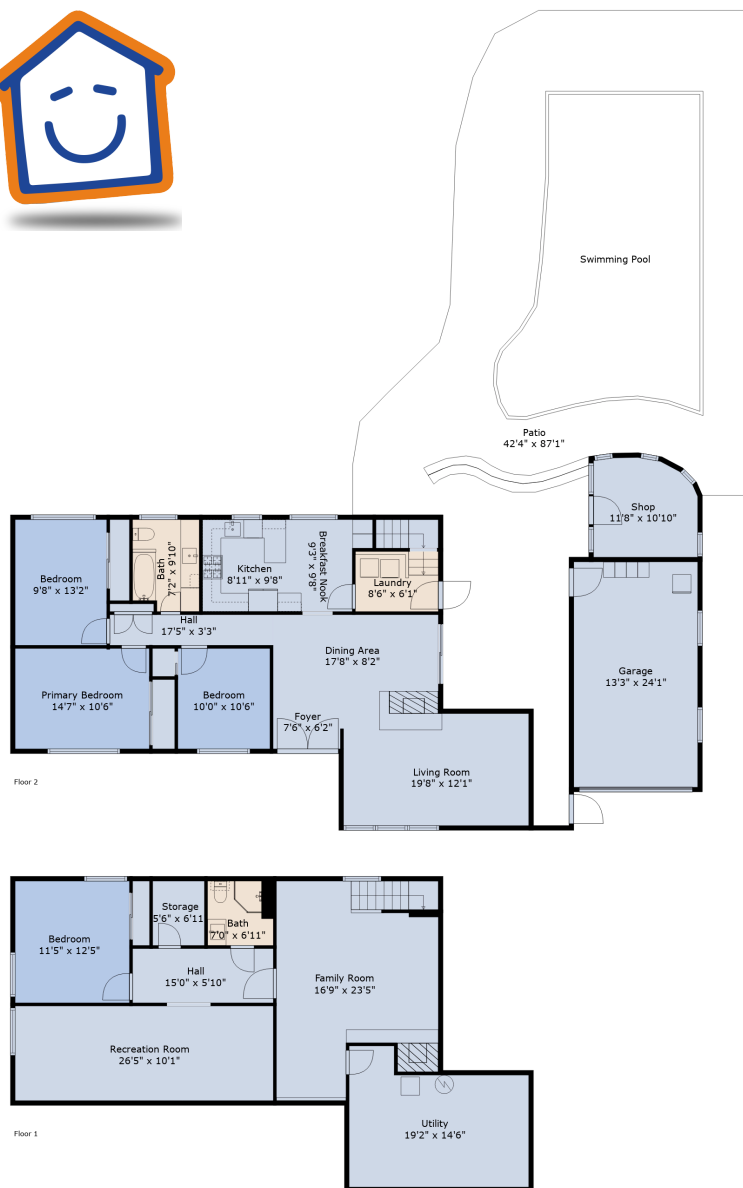 Swimming Pool
Patio
42'4" x 87'1"
Shop
11'8" x 10'10"
Bedroom
9'8" x 13'2"
Bath
7'2" x 9'10"
Kitchen
8'11" x 9'8"
Breakfast Nook
9'3" x 9'8"
Laundry
8'6" x 6'1"
Hall
17'5" x 3'3"
Dining Area
17'8" x 8'2"
Garage
13'3" x 24'1"
Primary Bedroom
14'7" x 10'6"
Bedroom
10'0" x 10'6"
Foyer
7'6" x 6'2"
Living Room
19'8" x 12'1"
Floor 2
Storage
5'6" x 6'11
Bath
7'0" x 6'11"
Bedroom
11'5" x 12'5"
Hall
15'0" x 5'10"
Family Room
16'9" x 23'5"
Recreation Room
26'5" x 10'1"
Utility
19'2" x 14'6"
Floor 1